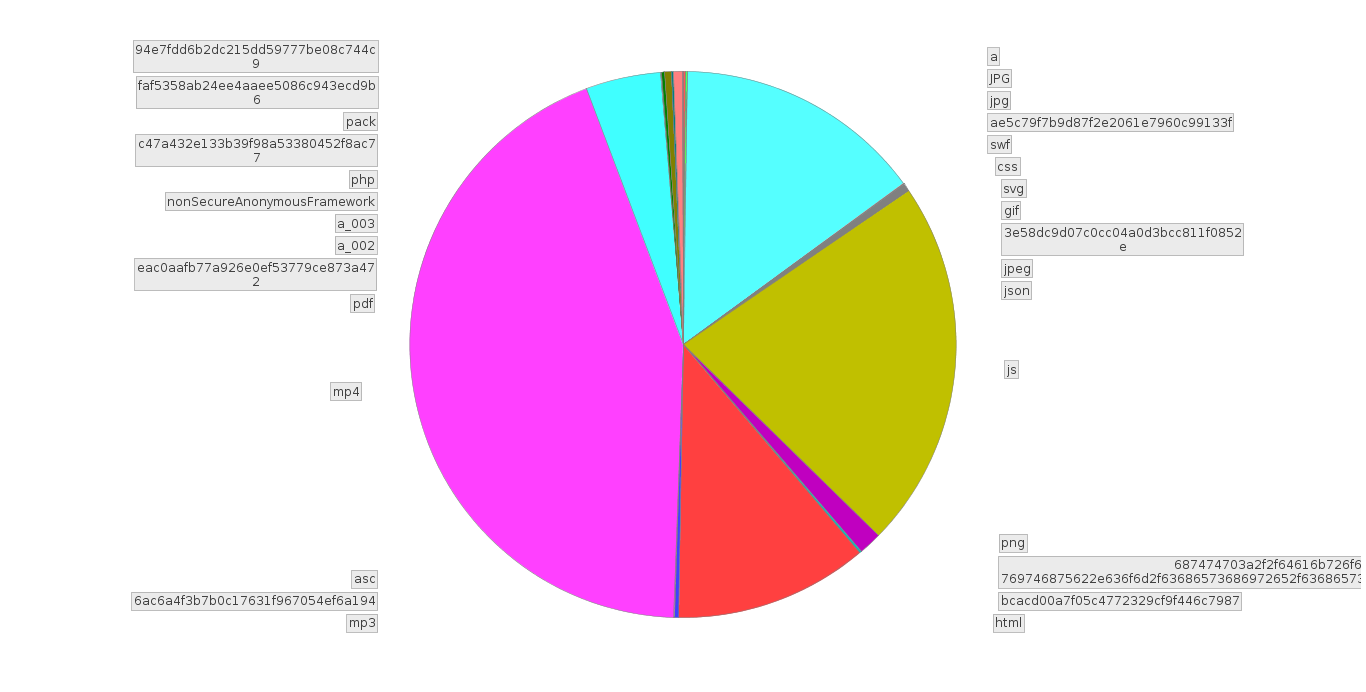 94e7fdd6b2dc215dd59777be08c744c
9
faf5358ab24ee4aaee5086c943ecd9b
6
pack
c47a432e133b39f98a53380452f8ac7
7
php
nonSecureAnonymousFramework
a_003
a_002
eac0aafb77a926e0ef53779ce873a47
2
pdf
mp4
asc
6ac6a4f3b7b0c17631f967054ef6a194
mp3
a
JPG
jpg
ae5c79f7b9d87f2e2061e7960c99133f
swf
css
svg
gif
3e58dc9d07c0cc04a0d3bcc811f0852
e
jpeg
json
js
png
687474703a2f2f64616b726f6
769746875622e636f6d2f63686573686972652f63686573
bcacd00a7f05c4772329cf9f446c7987
html